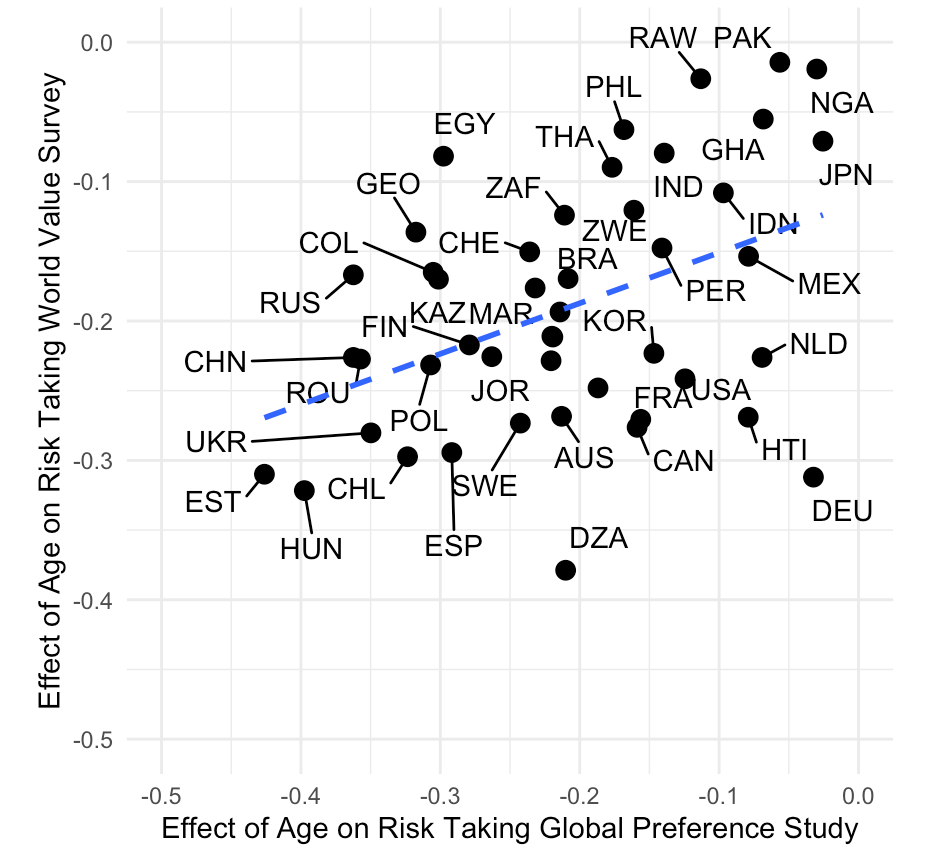 0.0
-0.1
-0.2
-0.3
-0.4
-0.5
Effect of Age on Risk Taking World Value Survey
RAW PAK
PHL
NGA
EGY
THA
GHA
JPN
GEO
ZAF
IND
IDN
COL
CHE
ZWE
BRA
RUS
PER
MEX
FIN
KAZ
MAR
KOR
CHN
NLD
ROU
JOR
FRA
USA
POL
UKR
AUS
CAN
HTI
EST
CHL
SWE
DEU
HUN
ESP
DZA
-0.5 -0.4 -0.3 -0.2 -0.1 0.0
Effect of Age on Risk Taking Global Preference Study